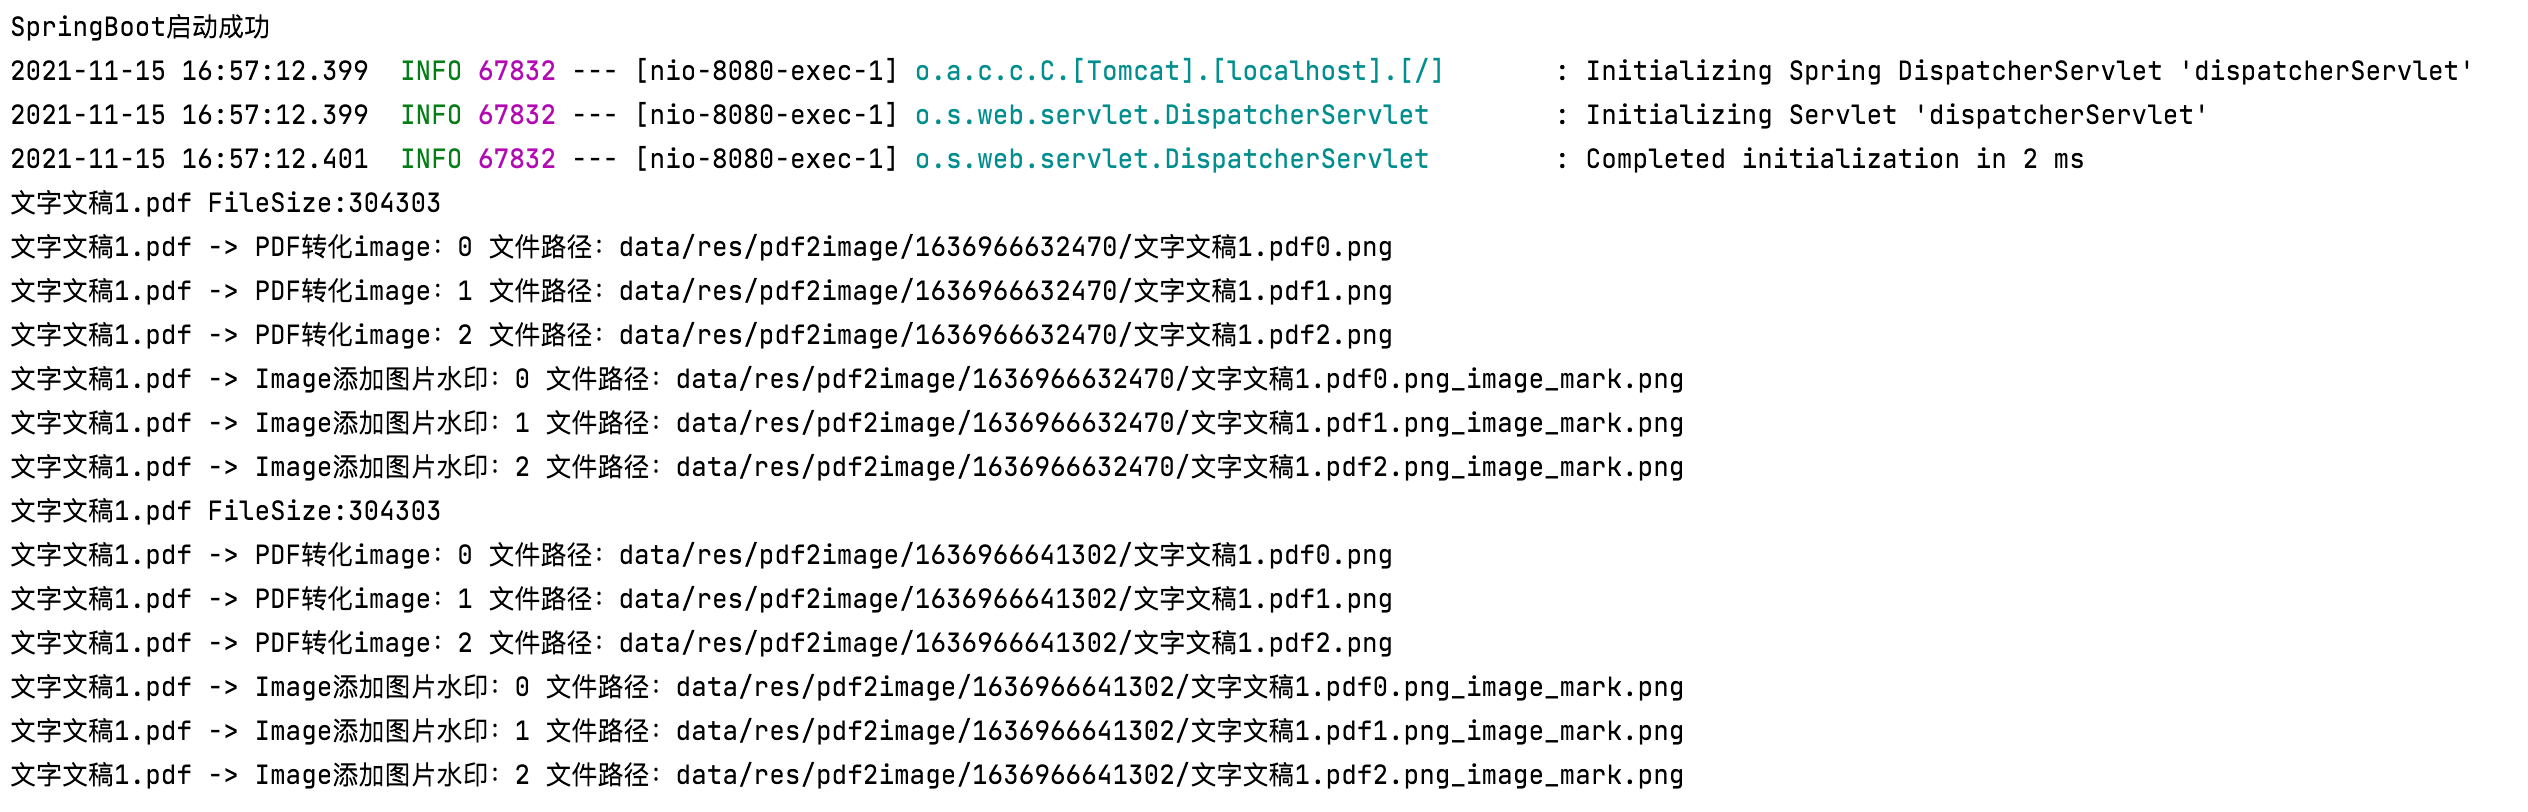 SpringBoot启动成功
2021-11-15 16:57:12.399  INFO 67832 --- [nio-8080-exec-1] o.a.c.c.C.[Tomcat].[localhost].[/]       : Initializing Spring DispatcherServlet 'dispatcherServlet'
2021-11-15 16:57:12.399  INFO 67832 --- [nio-8080-exec-1] o.s.web.servlet.DispatcherServlet        : Initializing Servlet 'dispatcherServlet'
2021-11-15 16:57:12.401  INFO 67832 --- [nio-8080-exec-1] o.s.web.servlet.DispatcherServlet        : Completed initialization in 2 ms
文字文稿1.pdf FileSize:304303
文字文稿1.pdf -> PDF转化image：0 文件路径：data/res/pdf2image/1636966632470/文字文稿1.pdf0.png
文字文稿1.pdf -> PDF转化image：1 文件路径：data/res/pdf2image/1636966632470/文字文稿1.pdf1.png
文字文稿1.pdf -> PDF转化image：2 文件路径：data/res/pdf2image/1636966632470/文字文稿1.pdf2.png
文字文稿1.pdf -> Image添加图片水印：0 文件路径：data/res/pdf2image/1636966632470/文字文稿1.pdf0.png_image_mark.png
文字文稿1.pdf -> Image添加图片水印：1 文件路径：data/res/pdf2image/1636966632470/文字文稿1.pdf1.png_image_mark.png
文字文稿1.pdf -> Image添加图片水印：2 文件路径：data/res/pdf2image/1636966632470/文字文稿1.pdf2.png_image_mark.png
文字文稿1.pdf FileSize:304303
文字文稿1.pdf -> PDF转化image：0 文件路径：data/res/pdf2image/1636966641302/文字文稿1.pdf0.png
文字文稿1.pdf -> PDF转化image：1 文件路径：data/res/pdf2image/1636966641302/文字文稿1.pdf1.png
文字文稿1.pdf -> PDF转化image：2 文件路径：data/res/pdf2image/1636966641302/文字文稿1.pdf2.png
文字文稿1.pdf -> Image添加图片水印：0 文件路径：data/res/pdf2image/1636966641302/文字文稿1.pdf0.png_image_mark.png
文字文稿1.pdf -> Image添加图片水印：1 文件路径：data/res/pdf2image/1636966641302/文字文稿1.pdf1.png_image_mark.png
文字文稿1.pdf -> Image添加图片水印：2 文件路径：data/res/pdf2image/1636966641302/文字文稿1.pdf2.png_image_mark.png